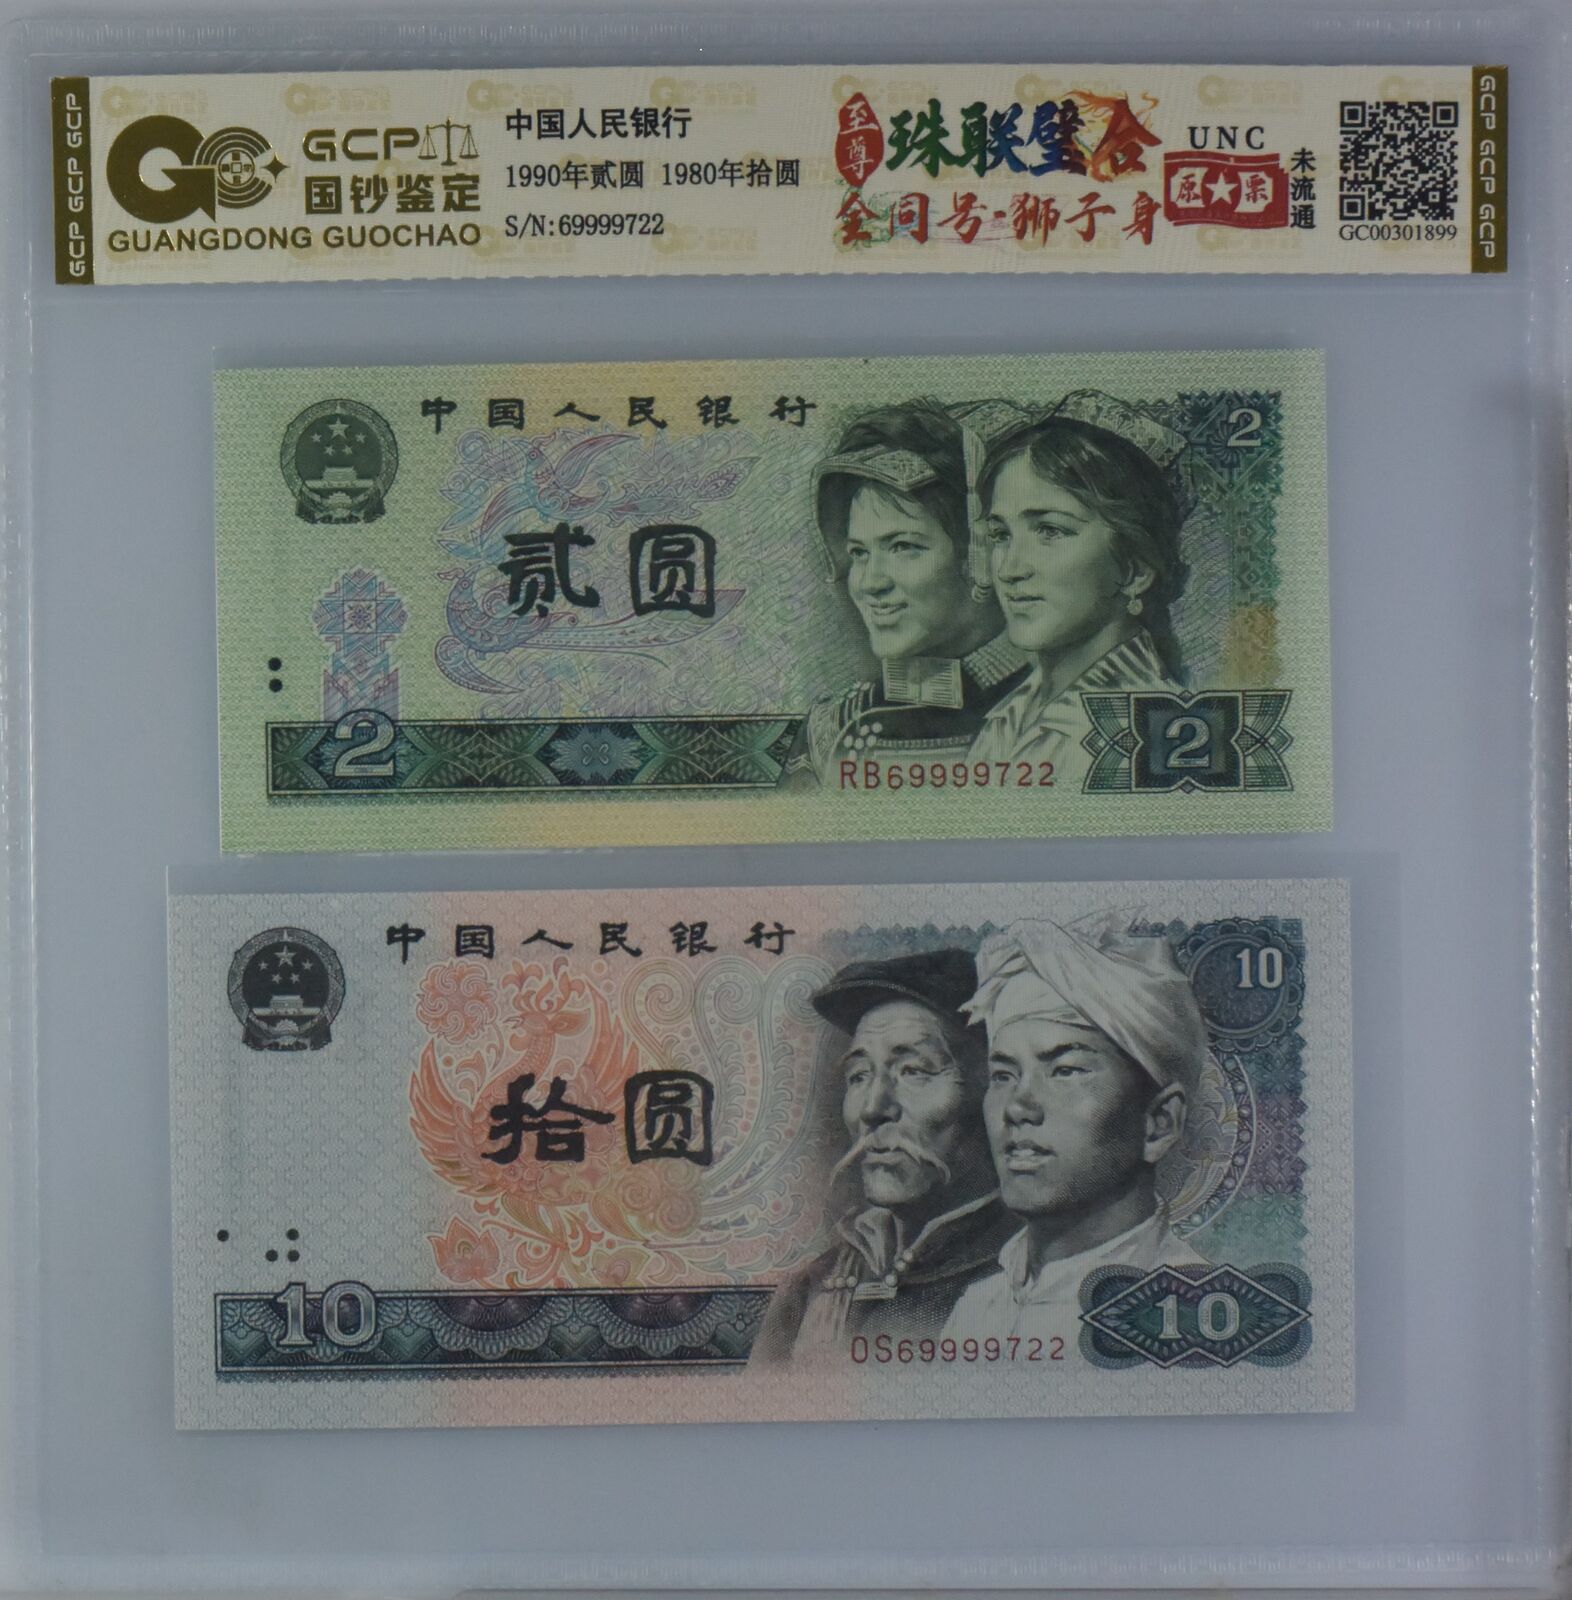 GCP GCP GCP
GCP
国钞鉴定
GUANGDONG GUOCHAO
中国人民银行
1990年贰圆 1980年拾圆
S/N:69999722
至尊
珠联璧合
全同号·狮子身
UNC
原★票
未流通
GC00301899
GCP GCP GCP
中国人民银行
2
贰圆
2
2
RB69999722
中国人民银行
10
拾圆
10
10
OS69999722